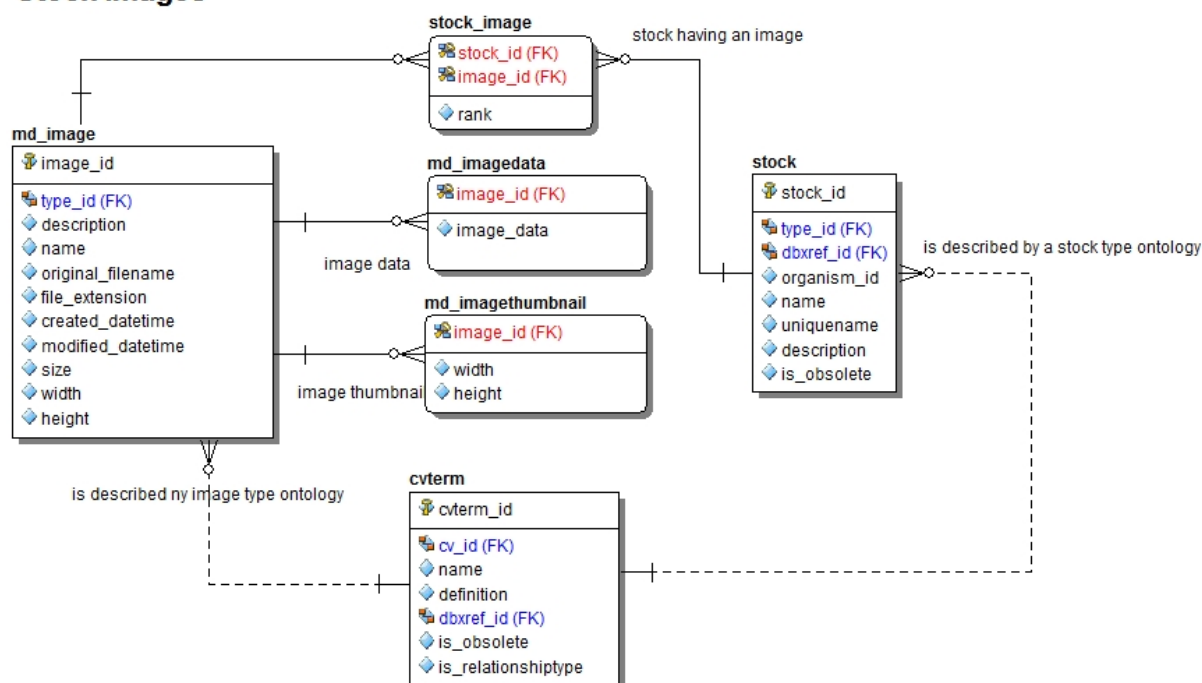 stock_image
stock_id (FK)
image_id (FK)
rank
stock having an image
md_image
image_id
type_id (FK)
description
name
original_filename
file_extension
created_datetime
modified_datetime
size
width
height
md_imagedata
image_id (FK)
image_data
image data
md_imagethumbnail
image_id (FK)
width
height
image thumbnail
stock
stock_id
type_id (FK)
dbxref_id (FK)
organism_id
name
uniquename
description
is_obsolete
is described by a stock type ontology
is described ny image type ontology
cvterm
cvterm_id
cv_id (FK)
name
definition
dbxref_id (FK)
is_obsolete
is_relationshiptype